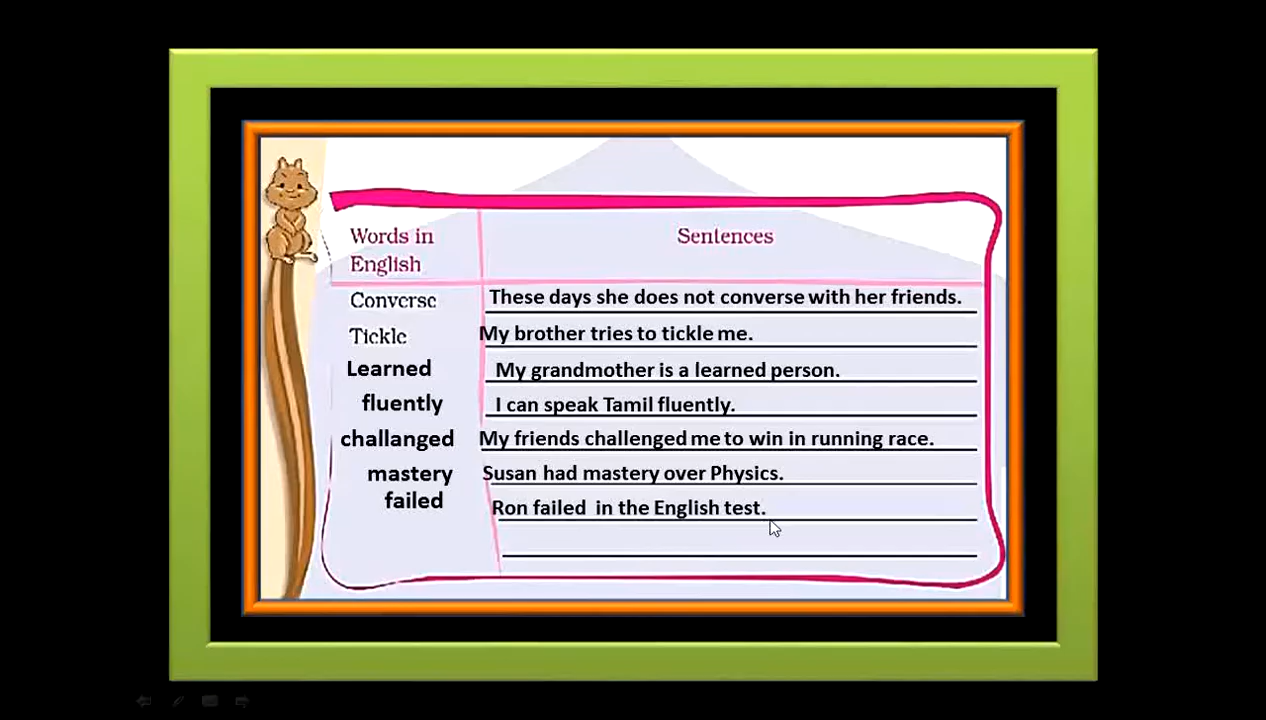 Words in English Sentences
Converse These days she does not converse with her friends.
Tickle My brother tries to tickle me.
Learned My grandmother is a learned person.
fluently I can speak Tamil fluently.
challanged My friends challenged me to win in running race.
mastery Susan had mastery over Physics.
failed Ron failed in the English test.